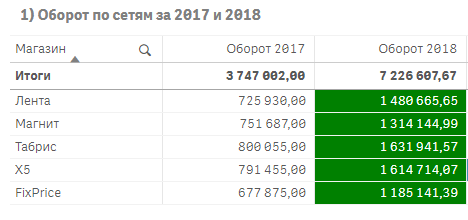 1) Оборот по сетям за 2017 и 2018
Магазин Оборот 2017 Оборот 2018
Итоги 3 747 002,00 7 226 607,67
Лента 725 930,00 1 480 665,65
Магнит 751 687,00 1 314 144,99
Табрис 800 055,00 1 631 941,57
X5 791 455,00 1 614 714,07
FixPrice 677 875,00 1 185 141,39